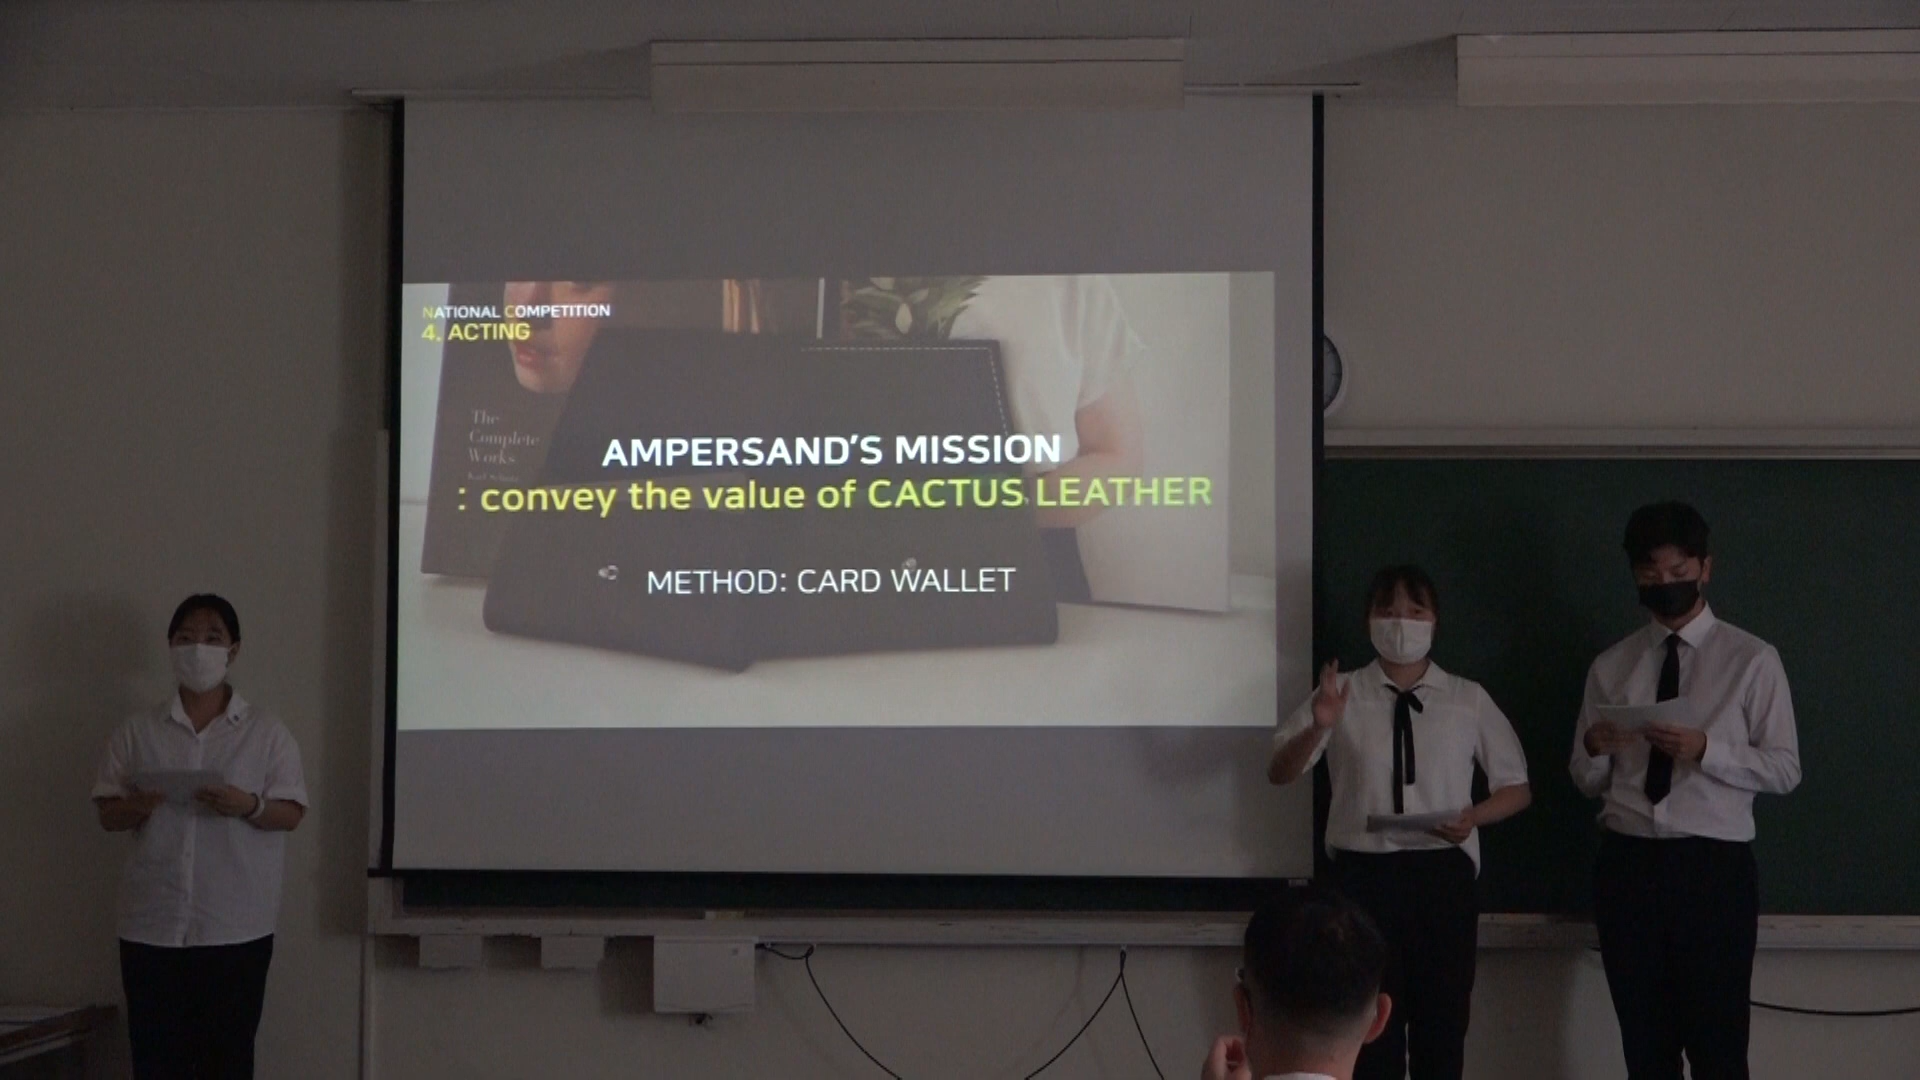 NATIONAL COMPETITION
4. ACTING
The
Complete
Works
AMPERSAND'S MISSION
: convey the value of CACTUS LEATHER
METHOD: CARD WALLET